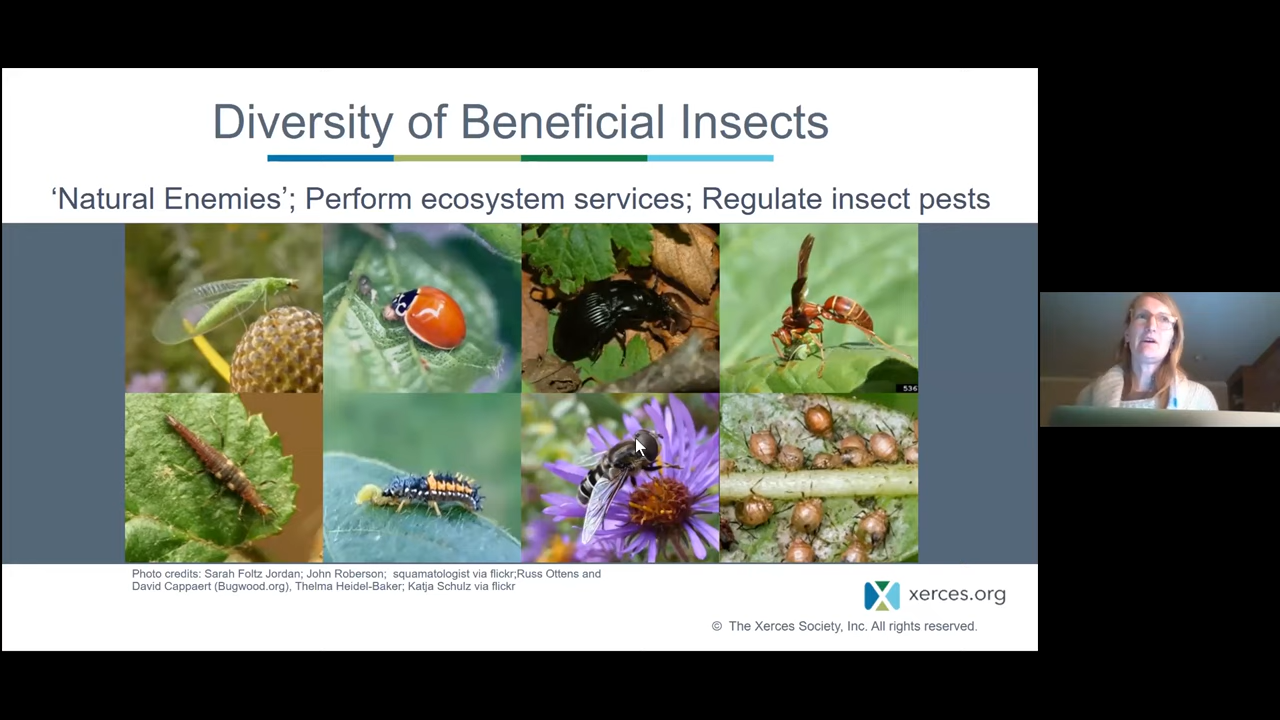 Diversity of Beneficial Insects
‘Natural Enemies’; Perform ecosystem services; Regulate insect pests
536
Photo credits: Sarah Foltz Jordan; John Roberson;  squamatologist via flickr;Russ Ottens and
David Cappaert (Bugwood.org), Thelma Heidel-Baker; Katja Schulz via flickr
xerces.org
© The Xerces Society, Inc. All rights reserved.